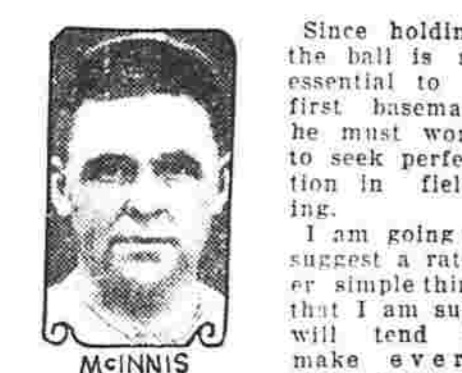 Since holdin
the ball is
essential to
first basema
he must wor
to seek perfe
tion in fiel
ing.
I am going
suggest a rat
er simple thin
that I am su
will tend
make ever
McINNIS